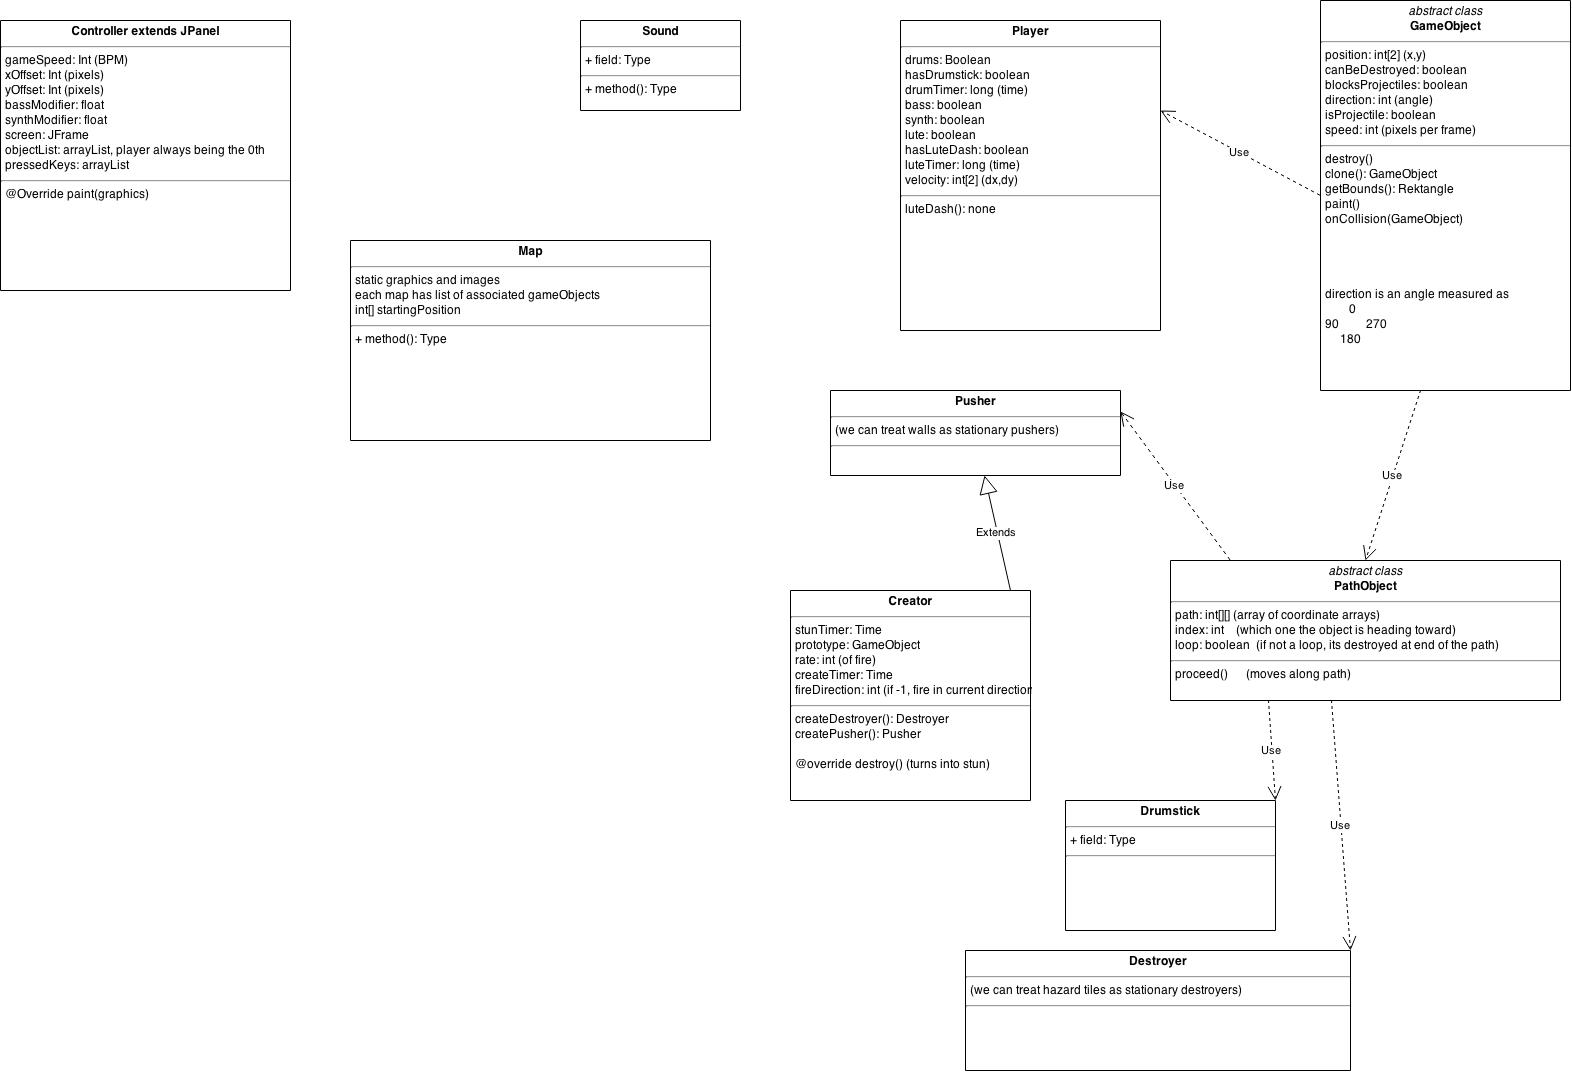 Controller extends JPanel
gameSpeed: Int (BPM)
xOffset: Int (pixels)
yOffset: Int (pixels)
bassModifier: float
synthModifier: float
screen: JFrame
objectList: arrayList, player always being the 0th
pressedKeys: arrayList
@Override paint(graphics)
Sound
+ field: Type
+ method(): Type
Map
static graphics and images
each map has list of associated gameObjects
int[] startingPosition
+ method(): Type
Player
drums: Boolean
hasDrumstick: boolean
drumTimer: long (time)
bass: boolean
synth: boolean
lute: boolean
hasLuteDash: boolean
luteTimer: long (time)
velocity: int[2] (dx,dy)
luteDash(): none
Use
abstract class
GameObject
position: int[2] (x,y)
canBeDestroyed: boolean
blocksProjectiles: boolean
direction: int (angle)
isProjectile: boolean
speed: int (pixels per frame)
destroy()
clone(): GameObject
getBounds(): Rektangle
paint()
onCollision(GameObject)
direction is an angle measured as
0
90 270
180
Pusher
(we can treat walls as stationary pushers)
Use
Use
Extends
Creator
stunTimer: Time
prototype: GameObject
rate: int (of fire)
createTimer: Time
fireDirection: int (if -1, fire in current direction
createDestroyer(): Destroyer
createPusher(): Pusher
@override destroy() (turns into stun)
abstract class
PathObject
path: int[][] (array of coordinate arrays)
index: int (which one the object is heading toward)
loop: boolean (if not a loop, its destroyed at end of the path)
proceed() (moves along path)
Use
Use
Drumstick
+ field: Type
Destroyer
(we can treat hazard tiles as stationary destroyers)